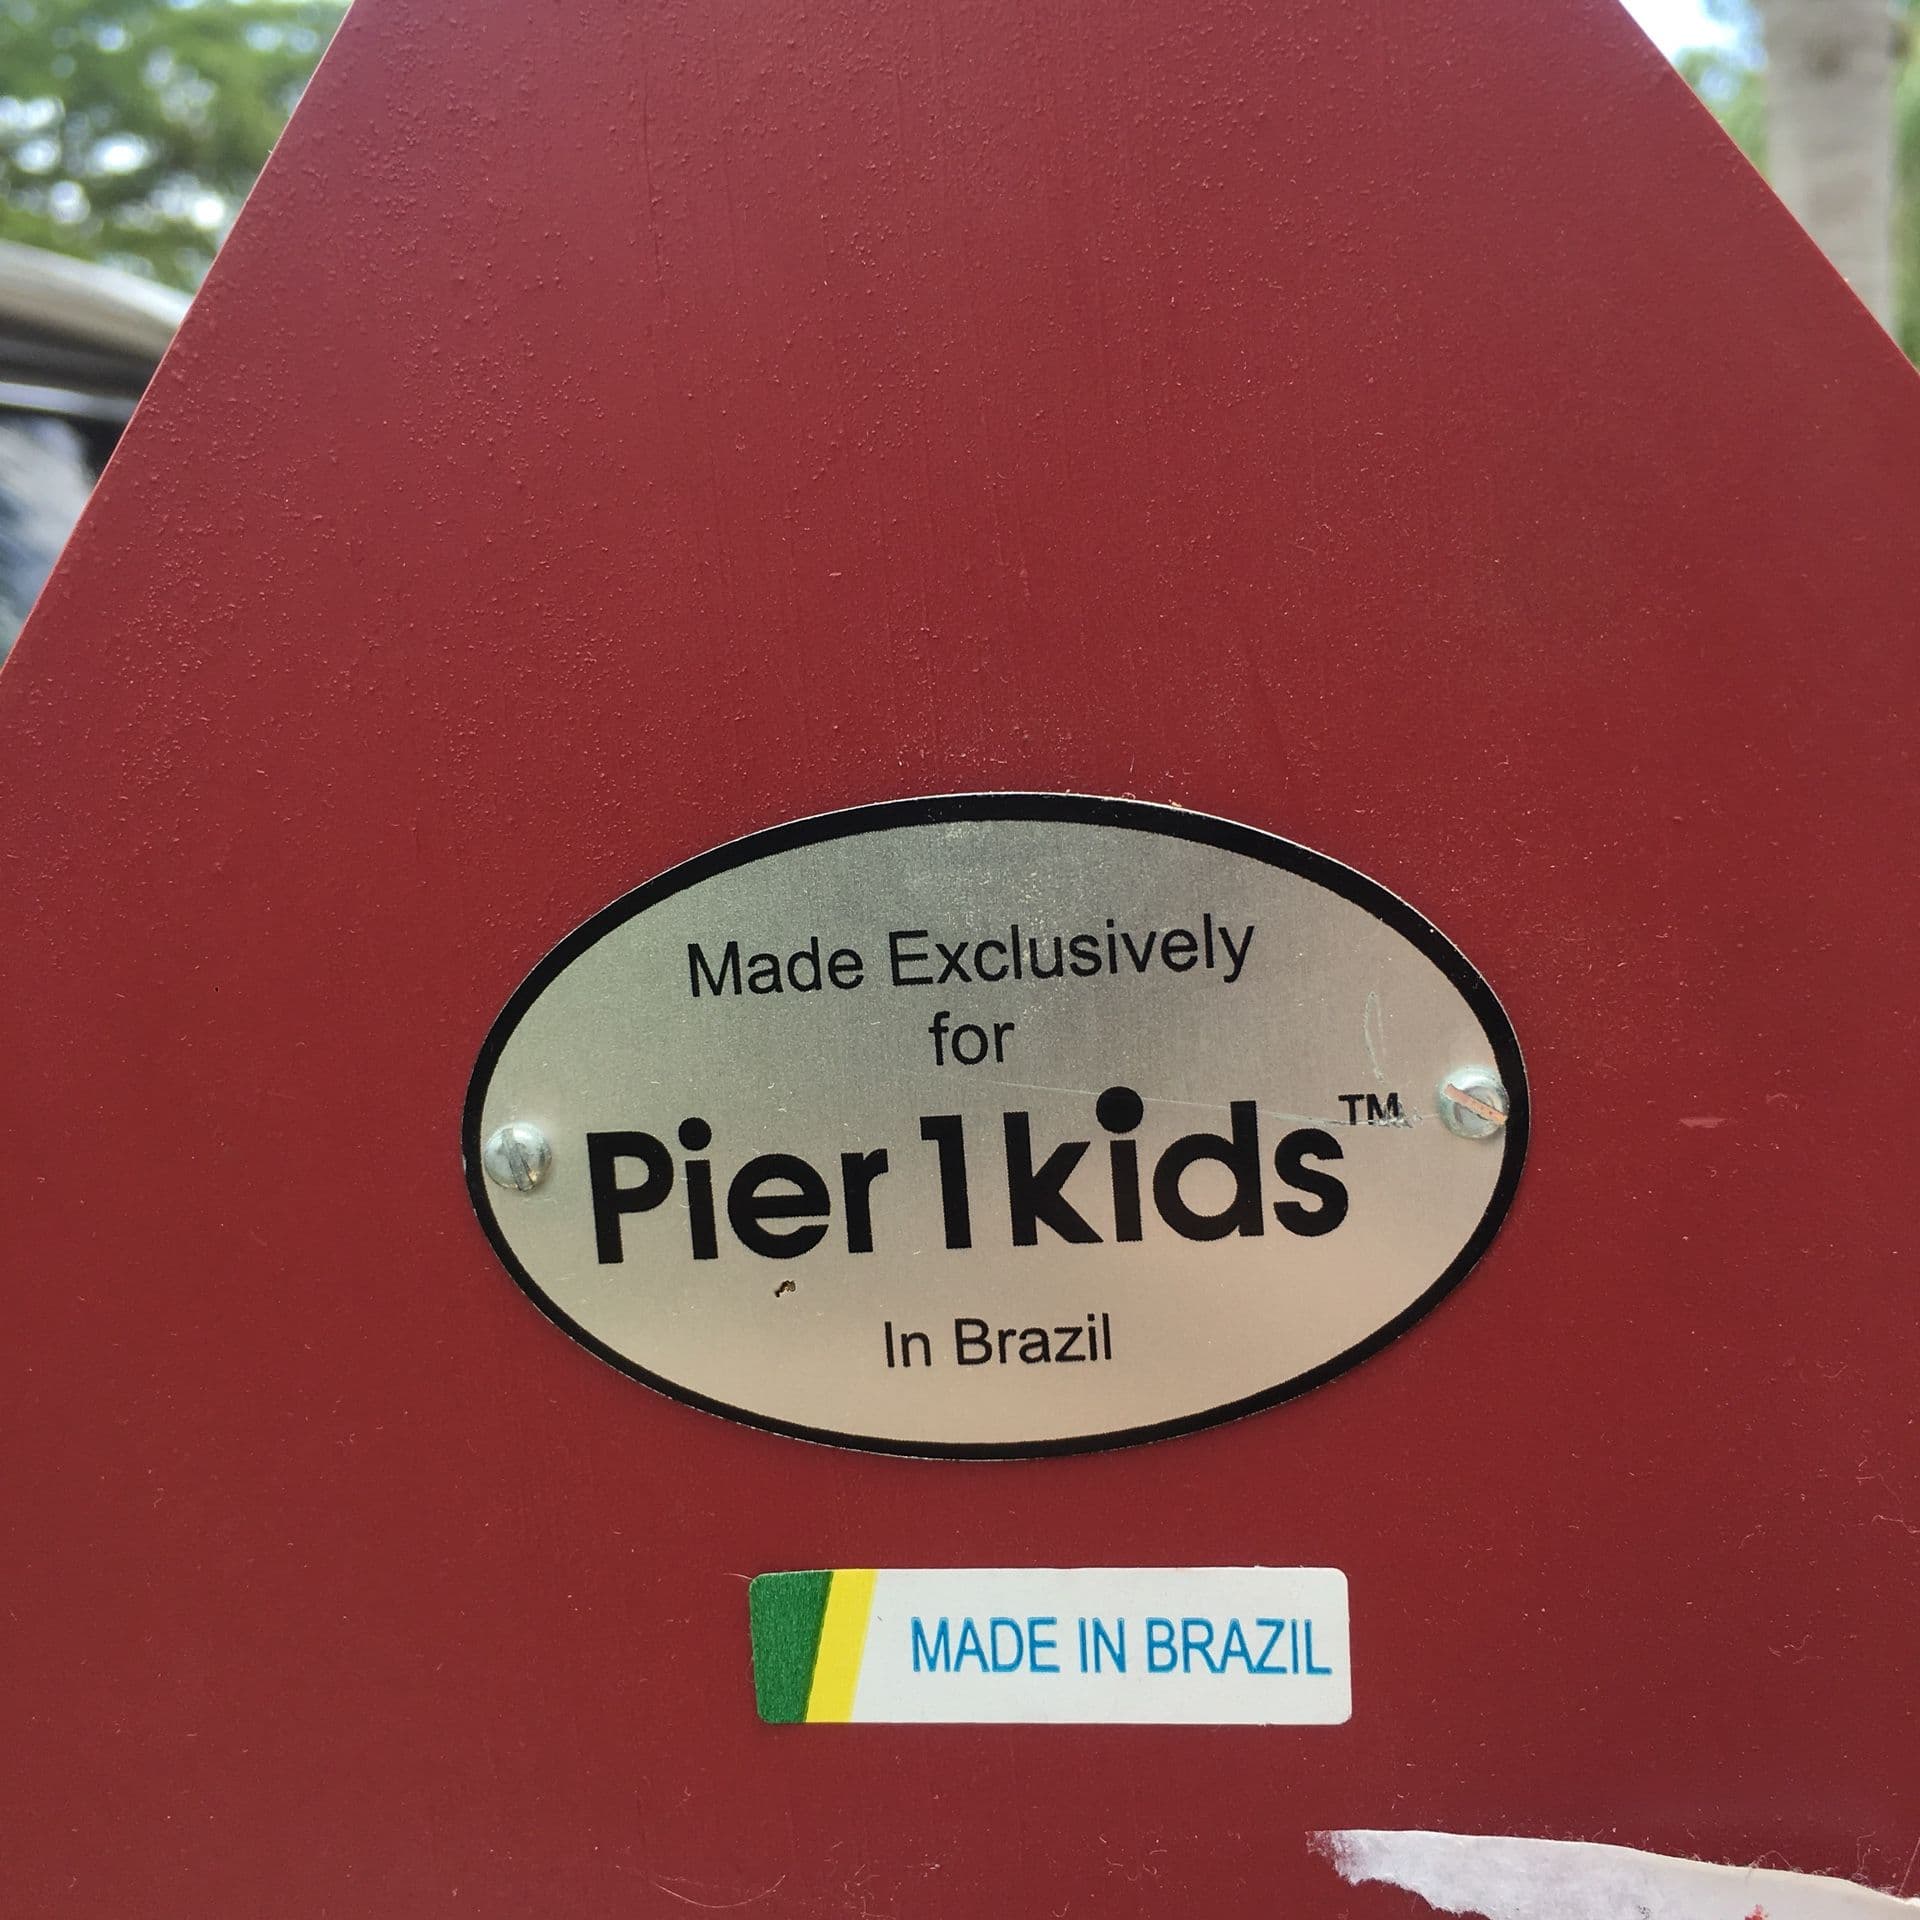 Made Exclusively
for
Pier 1 kids™
In Brazil
MADE IN BRAZIL